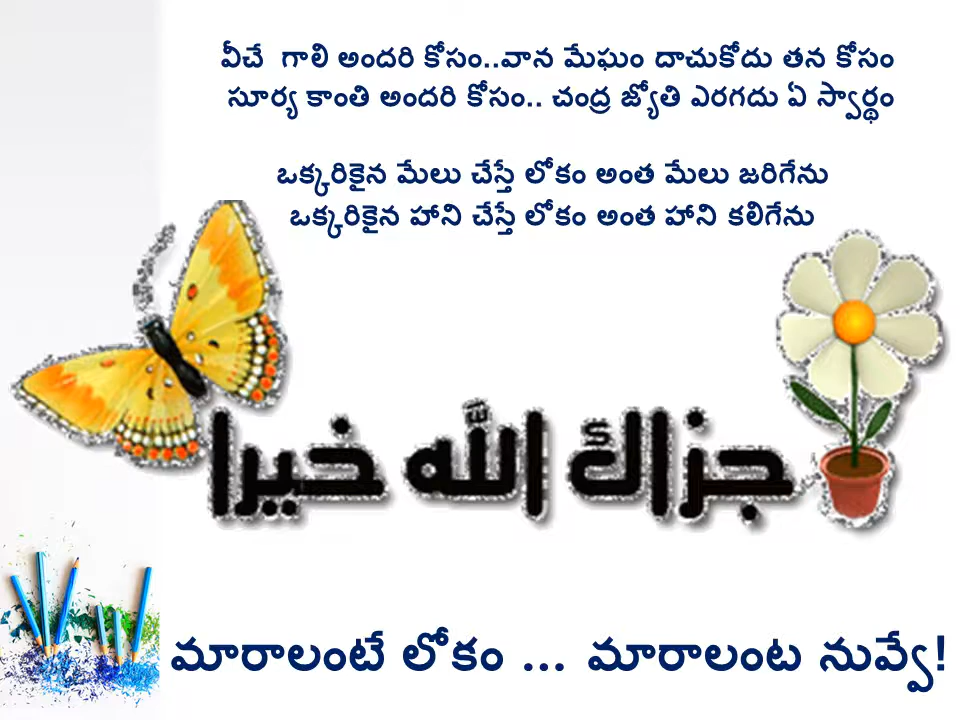 వీచే గాలి అందరి కోసం..వాన మేఘం దాచుకోదు తన కోసం
సూర్య కాంతి అందరి కోసం.. చంద్ర జ్యోతి ఎరగదు ఏ స్వార్థం
ఒక్కరికైన మేలు చేస్తే లోకం అంత మేలు జరిగేను
ఒక్కరికైన హాని చేస్తే లోకం అంత హాని కలిగేను
جزاك الله خيرا
మారాలంటే లోకం ... మారాలంట నువ్వే!